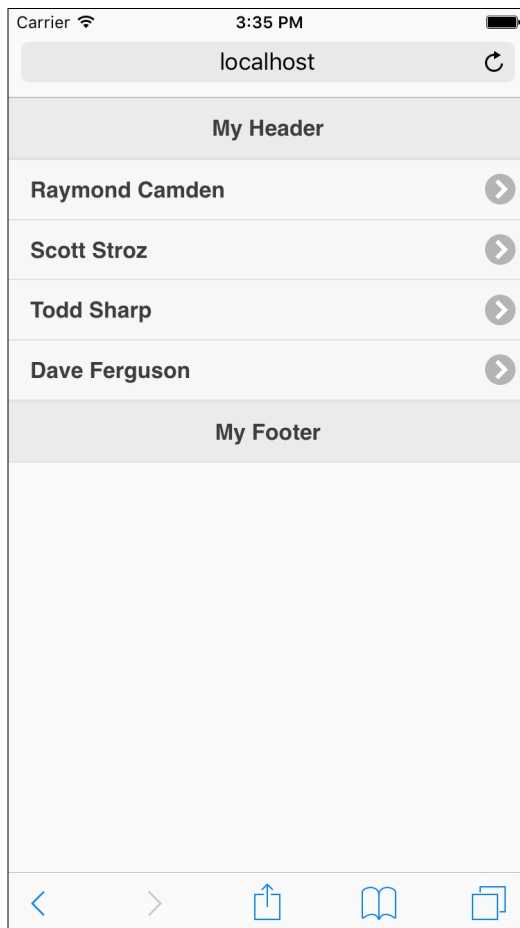 Carrier 3:35 PM
localhost
My Header
Raymond Camden
Scott Stroz
Todd Sharp
Dave Ferguson
My Footer